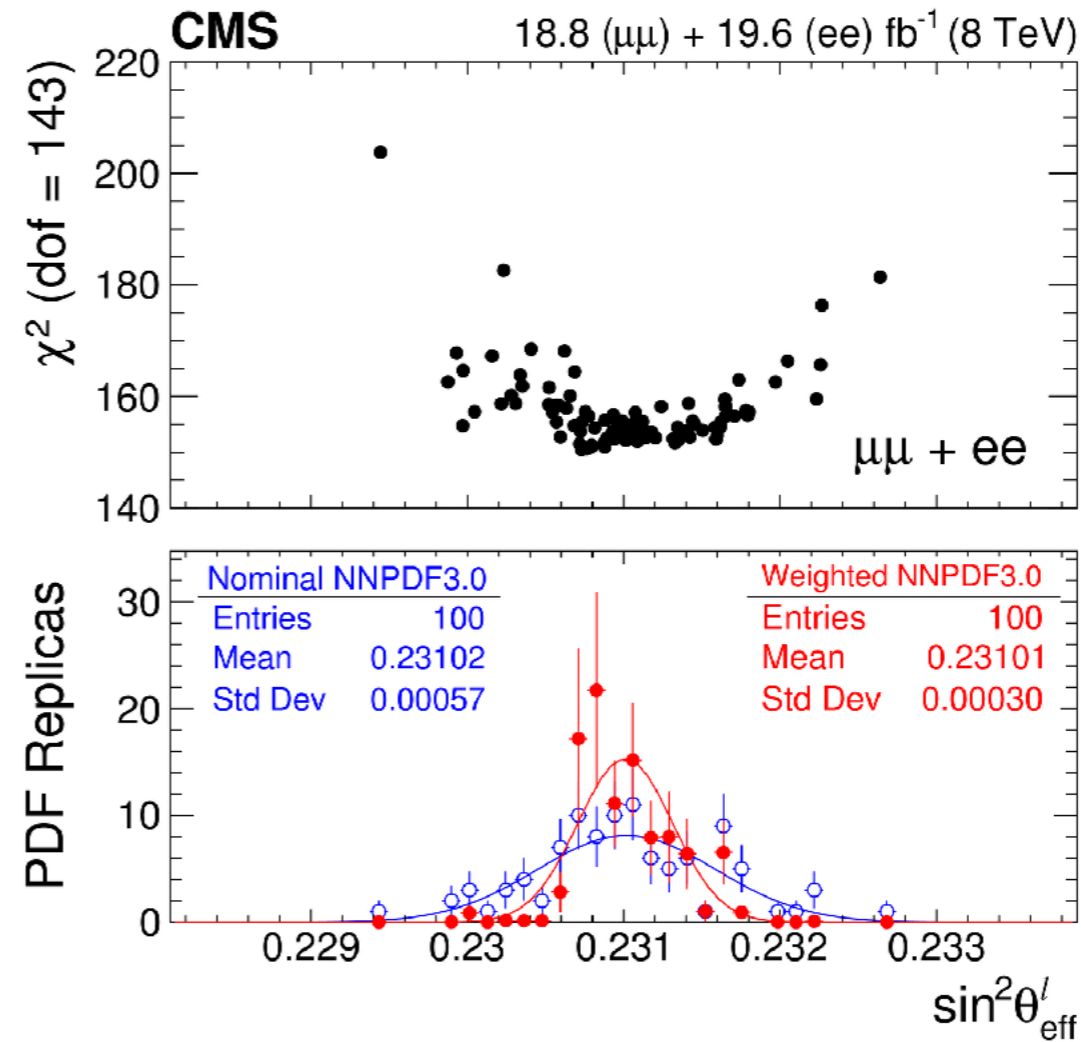 CMS 18.8 (μμ) + 19.6 (ee) fb⁻¹ (8 TeV)
χ² (dof = 143)
220
200
180
160
140
μμ + ee
PDF Replicas
30
20
10
0
Nominal NNPDF3.0
Entries 100
Mean 0.23102
Std Dev 0.00057
Weighted NNPDF3.0
Entries 100
Mean 0.23101
Std Dev 0.00030
0.229 0.23 0.231 0.232 0.233
sin²θ^l_eff